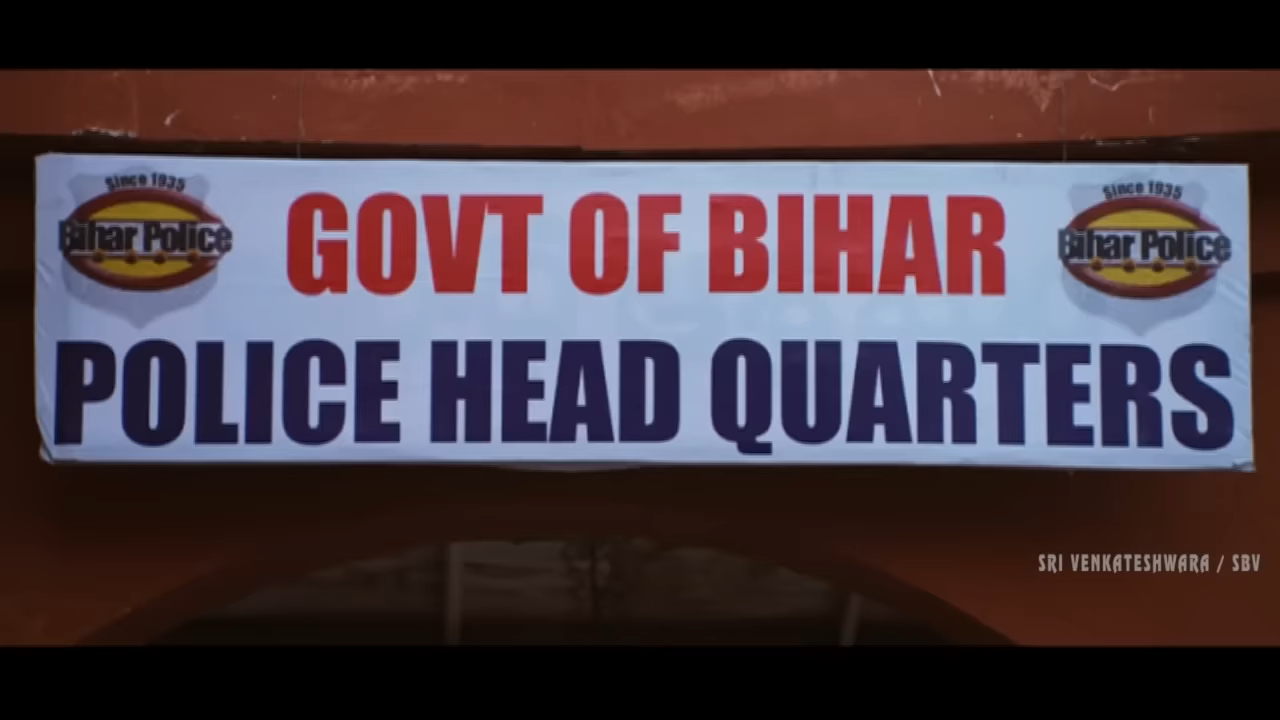 Since 1935
Bihar Police
GOVT OF BIHAR
Since 1935
Bihar Police
POLICE HEAD QUARTERS
SRI VENKATESHWARA / SBV